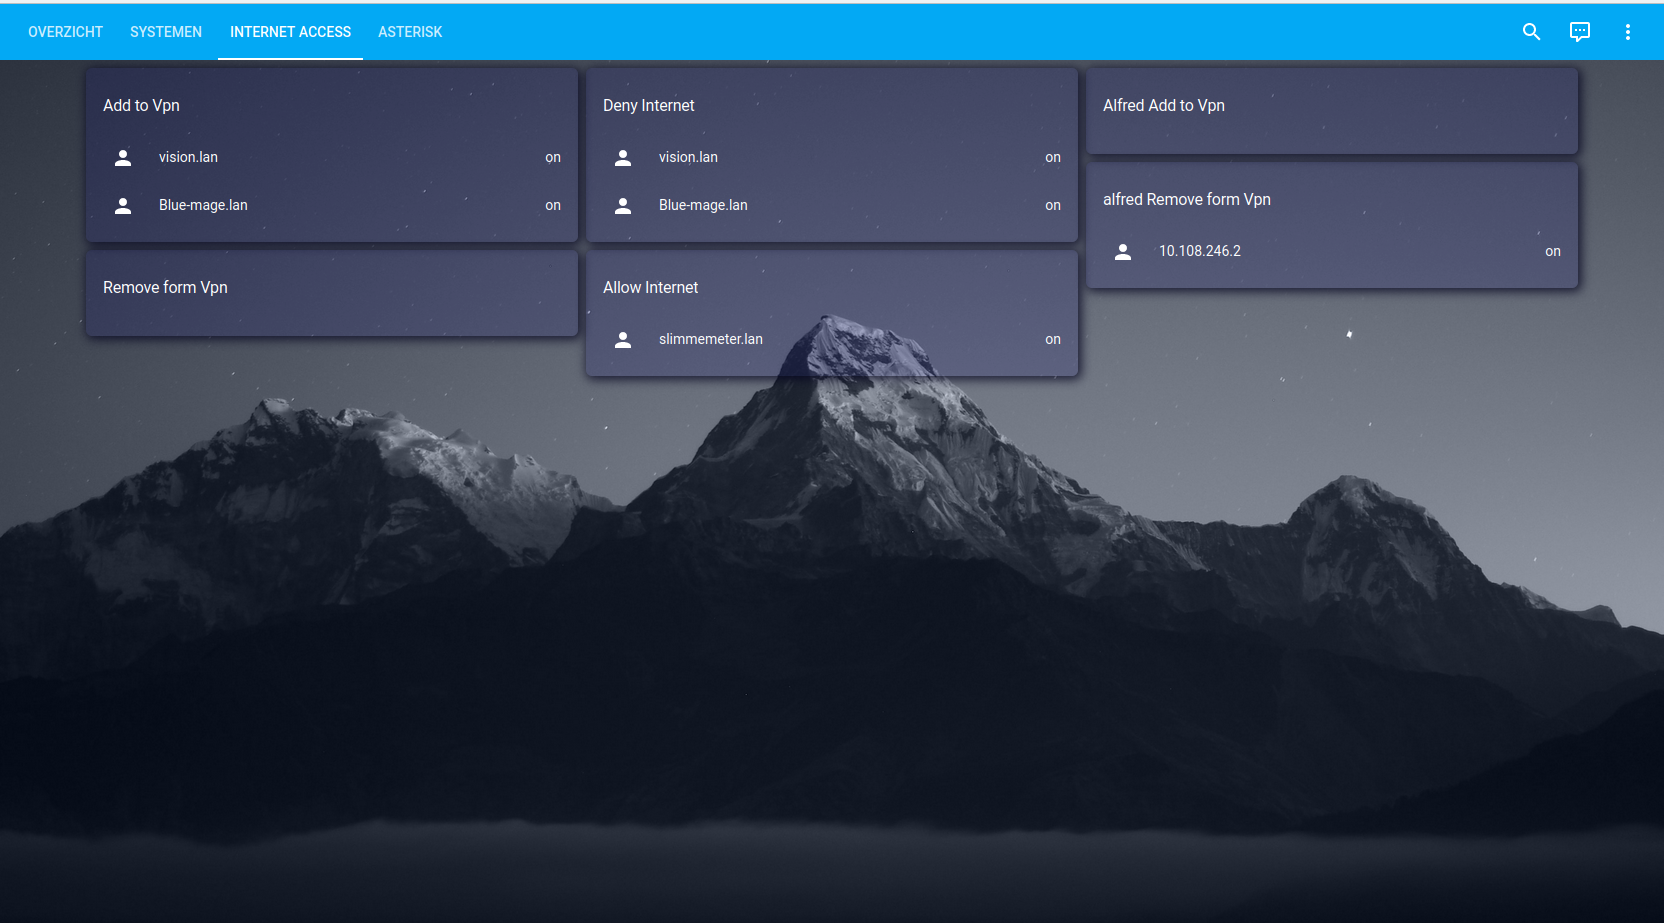 OVERZICHT SYSTEMEN INTERNET ACCESS ASTERISK
Add to Vpn
vision.lan on
Blue-mage.lan on
Remove form Vpn
Deny Internet
vision.lan on
Blue-mage.lan on
Allow Internet
slimmemeter.lan on
Alfred Add to Vpn
alfred Remove form Vpn
10.108.246.2 on